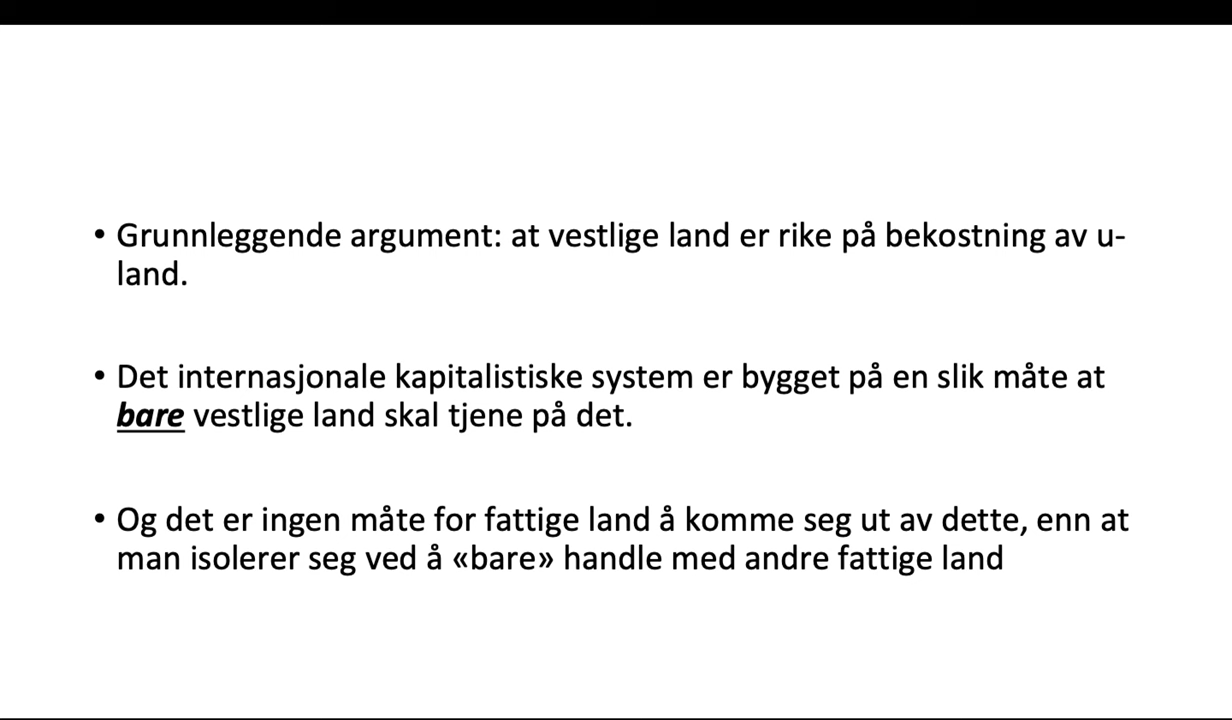 • Grunnleggende argument: at vestlige land er rike på bekostning av u-
land.
• Det internasjonale kapitalistiske system er bygget på en slik måte at
bare vestlige land skal tjene på det.
• Og det er ingen måte for fattige land å komme seg ut av dette, enn at
man isolerer seg ved å «bare» handle med andre fattige land